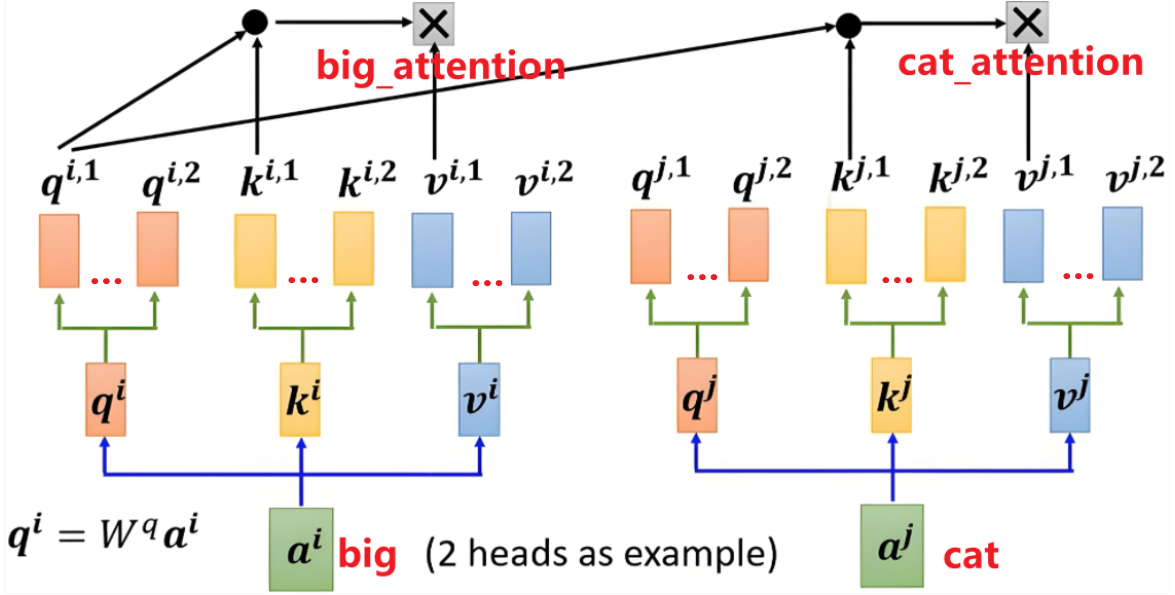 big_attention cat_attention
q^{i,1} q^{i,2} k^{i,1} k^{i,2} v^{i,1} v^{i,2} q^{j,1} q^{j,2} k^{j,1} k^{j,2} v^{j,1} v^{j,2}
... ... ... ... ... ...
q^i k^i v^i q^j k^j v^j
q^i = W^q a^i
a^i big (2 heads as example) a^j cat